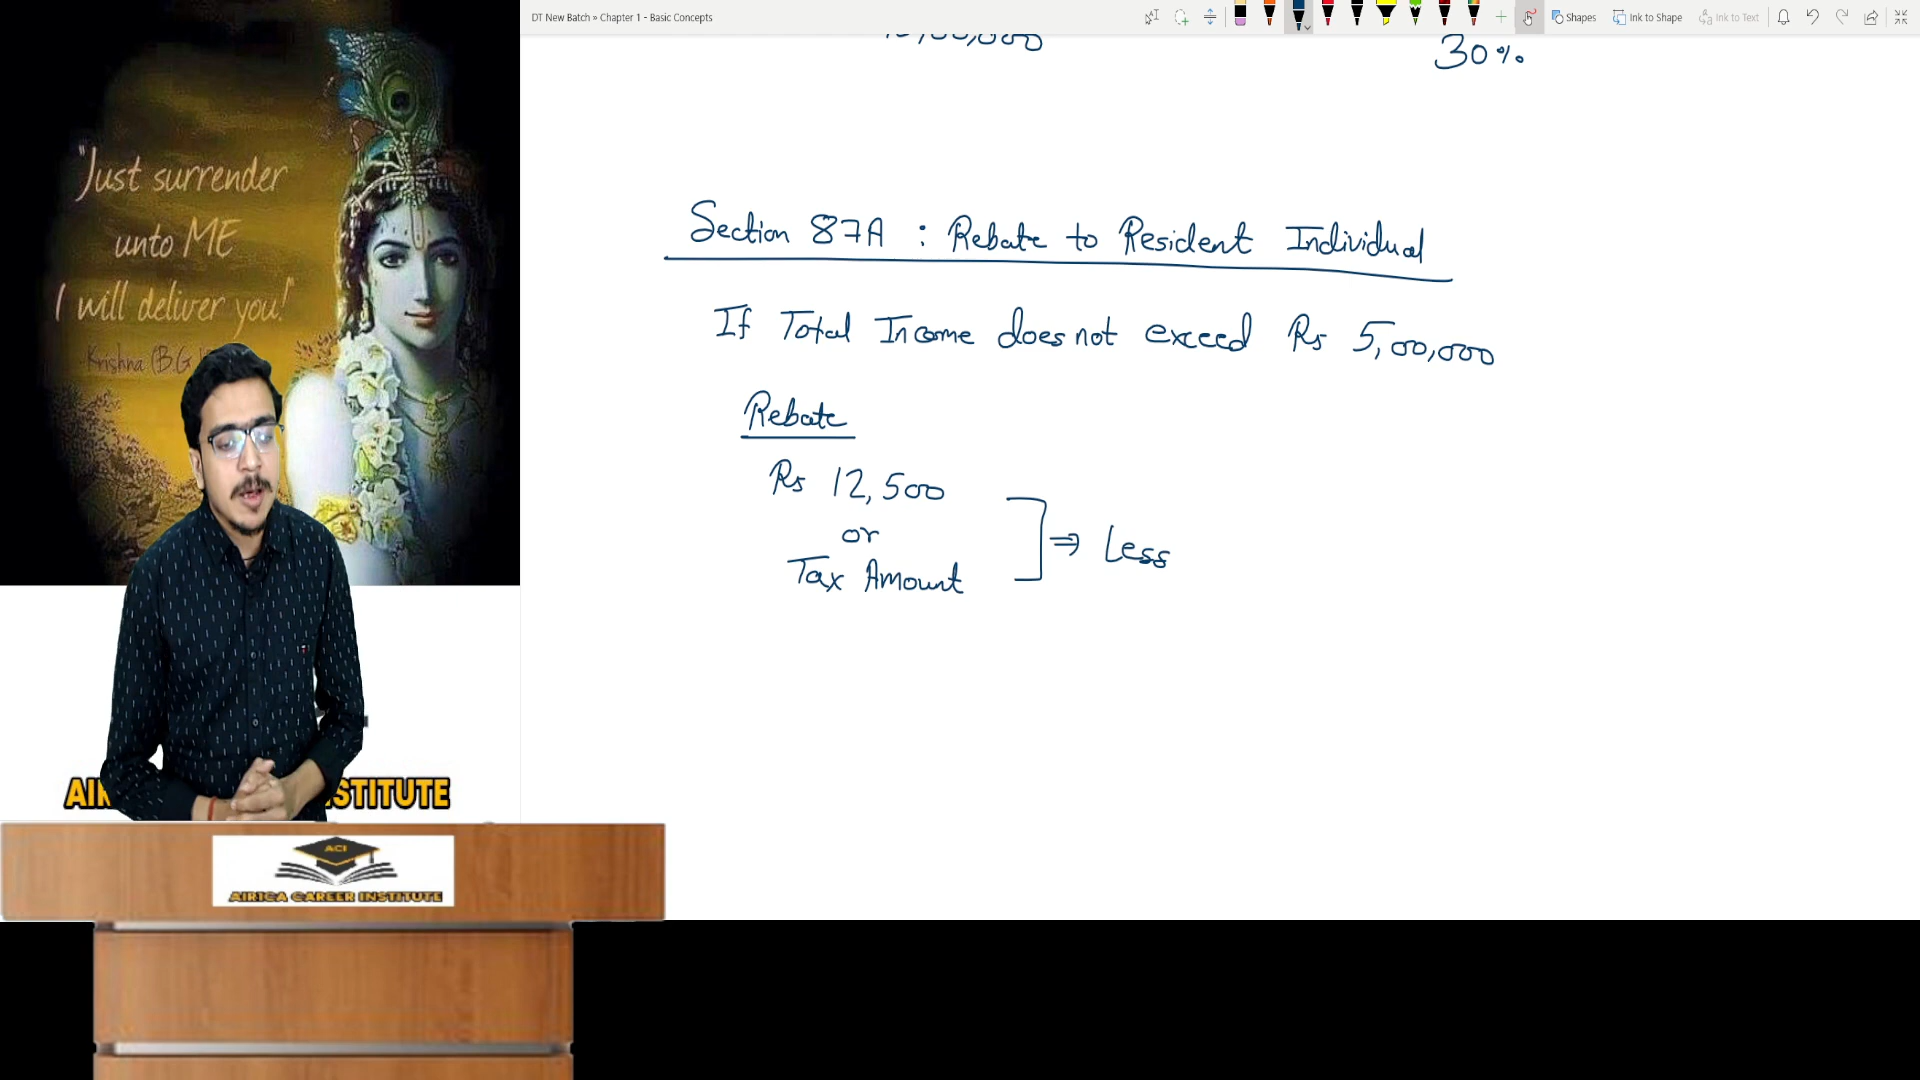 DT New Batch » Chapter 1 - Basic Concepts
Shapes
Ink to Shape
Ink to Text
30%
"Just surrender
unto ME
I will deliver you!"
Krishna (B.G
Section 87A : Rebate to Resident Individual
If Total Income does not exceed Rs 5,00,000
Rebate
Rs 12,500
or
Tax Amount
⇒ Less
STITUTE
ACI
AIR1CA CAREER INSTITUTE